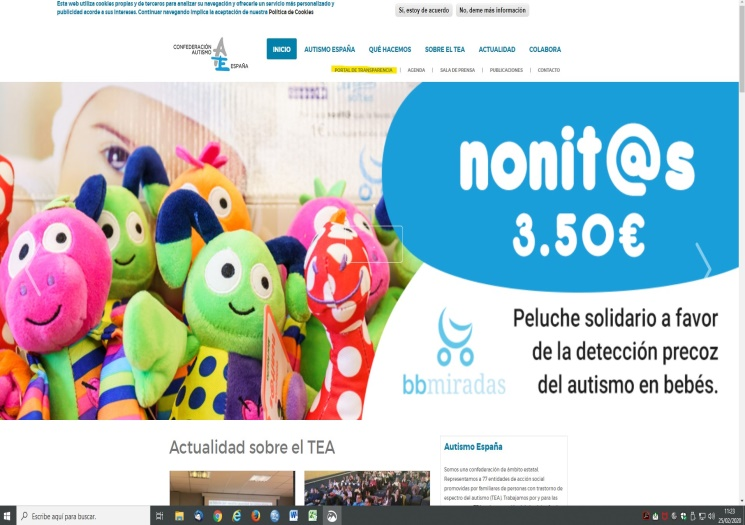 Esta web utiliza cookies propias y de terceros para analizar su navegación y ofrecerle un servicio más personalizado y
publicidad acorde a sus intereses. Continuar navegando implica la aceptación de nuestra Política de Cookies
Sí, estoy de acuerdo
No, deme más información
CONFEDERACIÓN
AUTISMO
ESPAÑA
INICIO
AUTISMO ESPAÑA
QUÉ HACEMOS
SOBRE EL TEA
ACTUALIDAD
COLABORA
PORTAL DE TRANSPARENCIA
AGENDA
SALA DE PRENSA
PUBLICACIONES
CONTACTO
nonit@s
3.50€
Peluche solidario a favor
de la detección precoz
del autismo en bebés.
bbmiradas
Actualidad sobre el TEA
Autismo España
Somos una confederación de ámbito estatal.
Representamos a 77 entidades de acción social
promovidas por familiares de personas con trastorno de
espectro del autismo (TEA). Trabajamos por y para las
Escribe aquí para buscar.
11:23
25/02/2020